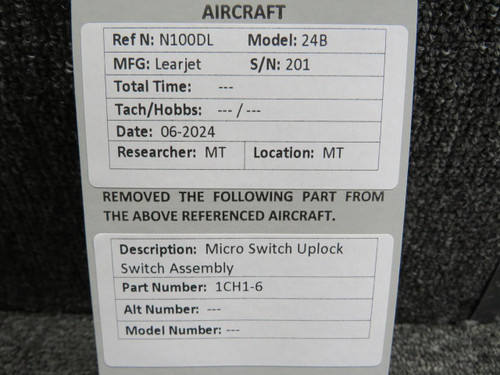 AIRCRAFT
Ref N: N100DL Model: 24B
MFG: Learjet S/N: 201
Total Time: ---
Tach/Hobbs: --- / ---
Date: 06-2024
Researcher: MT Location: MT
REMOVED THE FOLLOWING PART FROM
THE ABOVE REFERENCED AIRCRAFT.
Description: Micro Switch Uplock
Switch Assembly
Part Number: 1CH1-6
Alt Number: ---
Model Number: ---